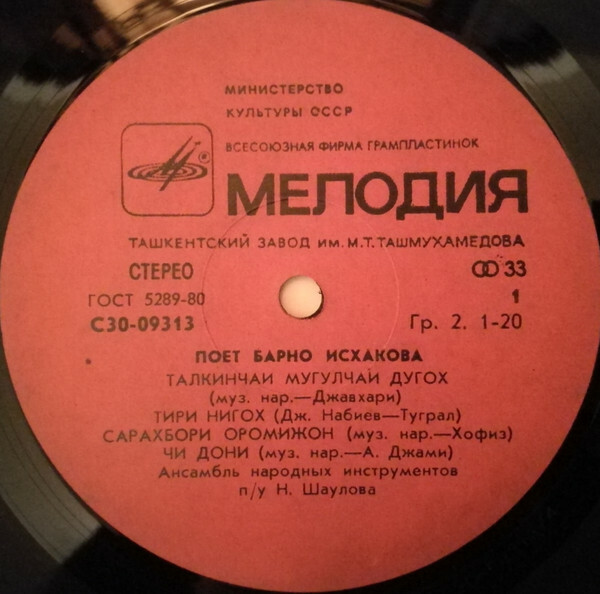 МИНИСТЕРСТВО
КУЛЬТУРЫ СССР
ВСЕСОЮЗНАЯ ФИРМА ГРАМПЛАСТИНОК
МЕЛОДИЯ
ТАШКЕНТСКИЙ ЗАВОД ИМ. М.Т. ТАШМУХАМЕДОВА
СТЕРЕО 33
ГОСТ 5289-80 1
С30-09313 Гр. 2. 1-20
ПОЕТ БАРНО ИСХАКОВА
ТАЛКИНЧАИ МУГУЛЧАИ ДУГОХ
(муз. нар.—Джавхари)
ТИРИ НИГОХ (Дж. Набиев—Туграл)
САРАХБОРИ ОРОМИЖОН (муз. нар.—Хофиз)
ЧИ ДОНИ (муз. нар.—А. Джами)
Ансамбль народных инструментов
п/у Н. Шаулова